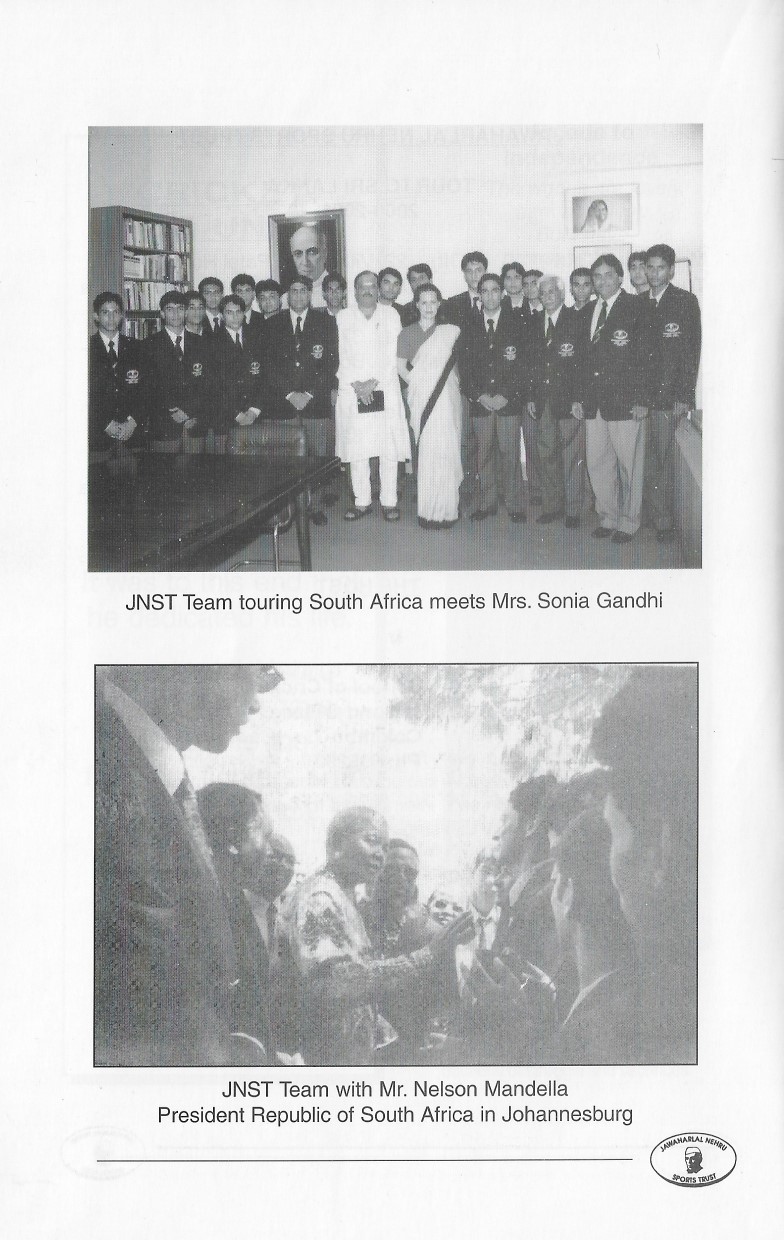 JNST Team touring South Africa meets Mrs. Sonia Gandhi
JNST Team with Mr. Nelson Mandella
President Republic of South Africa in Johannesburg
JAWAHARLAL NEHRU
SPORTS TRUST